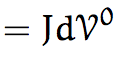 = JdV⁰